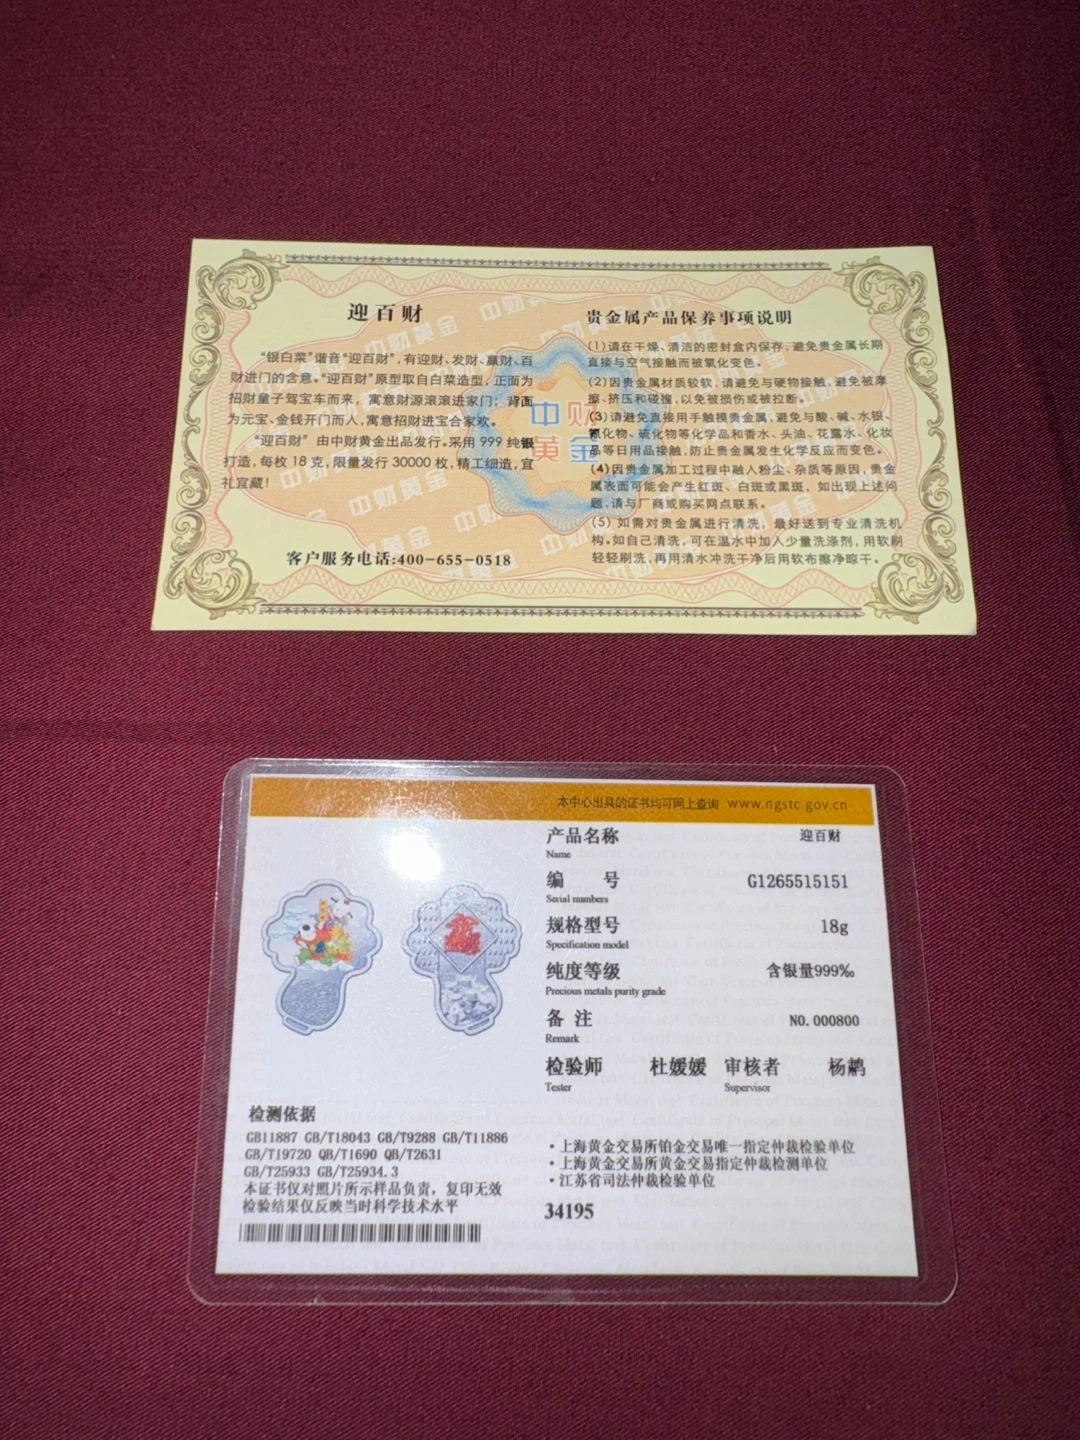 迎百财
“银白菜”谐音“迎百财”，有迎财、发财、赢财、百
财进门的含意。“迎百财”原型取自白菜造型，正面为
招财童子驾宝车而来，寓意财源滚滚进家门；背面
为元宝、金钱开门而人，寓意招财进宝合家欢。
“迎百财”由中财黄金出品发行。采用999纯银
打造，每枚18克，限量发行30000枚，精工细造，宜
礼宜藏！
客户服务电话:400-655-0518
中财
黄金
贵金属产品保养事项说明
(1)请在干燥、清洁的密封盒内保存，避免贵金属长期
直接与空气接触而被氧化变色。
(2)因贵金属材质较软，请避免与硬物接触，避免被摩
擦、挤压和碰撞，以免被损伤或被拉断。
(3)请避免直接用手触摸贵金属，避免与酸、碱、水银、
氰化物、硫化物等化学品和香水、头油、花露水、化妆
品等日用品接触，防止贵金属发生化学反应而变色。
(4)因贵金属加工过程中融入粉尘、杂质等原因，贵金
属表面可能会产生红斑、白斑或黑斑，如出现上述问
题，请与厂商或购买网点联系。
(5) 如需对贵金属进行清洗，最好送到专业清洗机
构。如自己清洗，可在温水中加入少量洗涤剂，用软刷
轻轻刷洗，再用清水冲洗干净后用软布擦净晾干。
本中心出具的证书均可网上查询 www.ngstc.gov.cn
产品名称 迎百财
Name
编 号 G1265515151
Serial numbers
规格型号 18g
Specification model
纯度等级 含银量999‰
Precious metals purity grade
备 注 NO.000800
Remark
检验师 杜媛媛 审核者 杨鹔
Tester Supervisor
检测依据
GB11887 GB/T18043 GB/T9288 GB/T11886
GB/T19720 QB/T1690 QB/T2631
GB/T25933 GB/T25934.3
本证书仅对照片所示样品负责，复印无效
检验结果仅反映当时科学技术水平
·上海黄金交易所铂金交易唯一指定仲裁检验单位
·上海黄金交易所黄金交易指定仲裁检测单位
·江苏省司法仲裁检验单位
34195